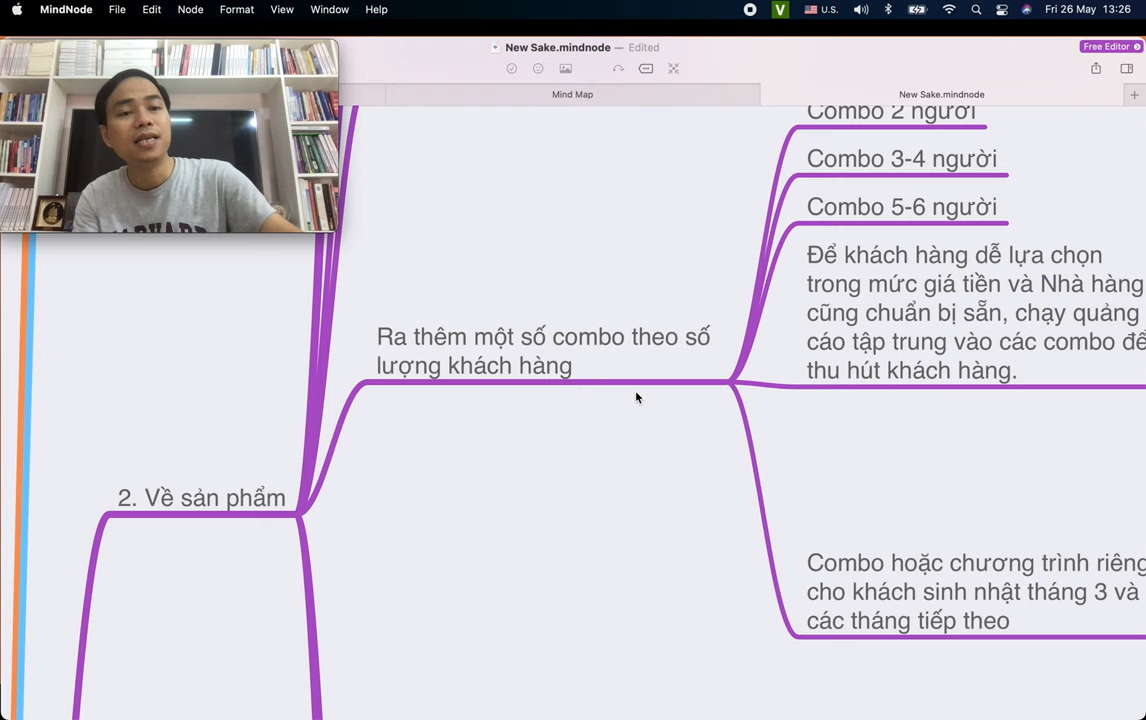 MindNode File Edit Node Format View Window Help
V U.S. Fri 26 May 13:26
New Sake.mindnode — Edited
Free Editor
Mind Map
New Sake.mindnode
Combo 2 người
Combo 3-4 người
Combo 5-6 người
Để khách hàng dễ lựa chọn
trong mức giá tiền và Nhà hàng
cũng chuẩn bị sẵn, chạy quảng
cáo tập trung vào các combo để
thu hút khách hàng.
Ra thêm một số combo theo số
lượng khách hàng
2. Về sản phẩm
Combo hoặc chương trình riêng
cho khách sinh nhật tháng 3 và
các tháng tiếp theo